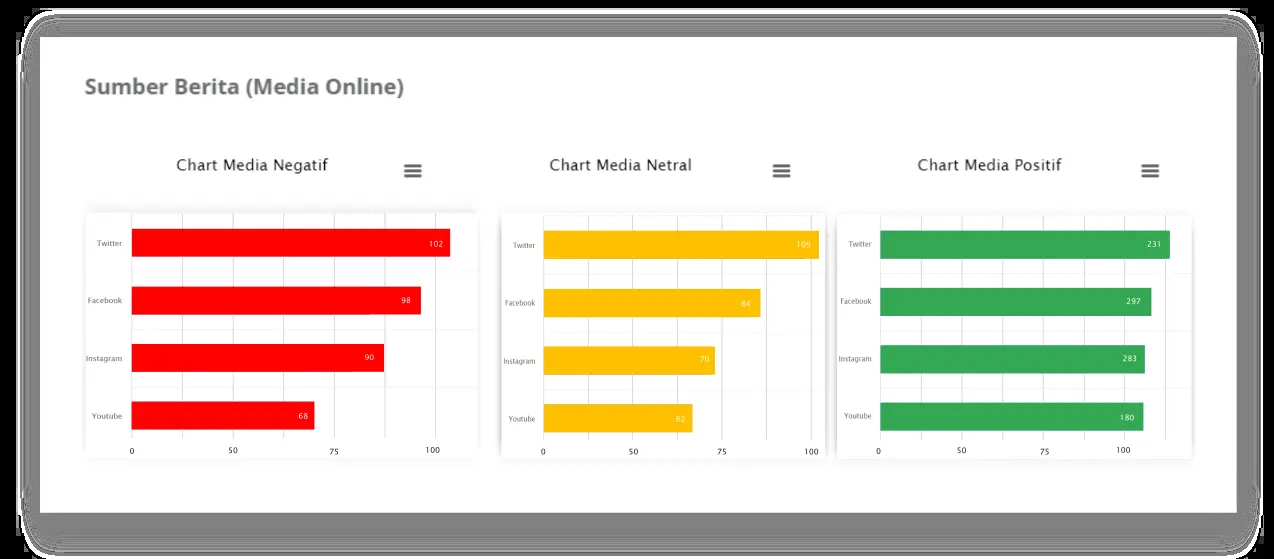 Sumber Berita (Media Online)
Chart Media Negatif
Twitter 102
Facebook 98
Instagram 90
Youtube 68
0 50 75 100
Chart Media Netral
Twitter 109
Facebook 84
Instagram 70
Youtube 62
0 50 75 100
Chart Media Positif
Twitter 231
Facebook 297
Instagram 283
Youtube 180
0 50 75 100